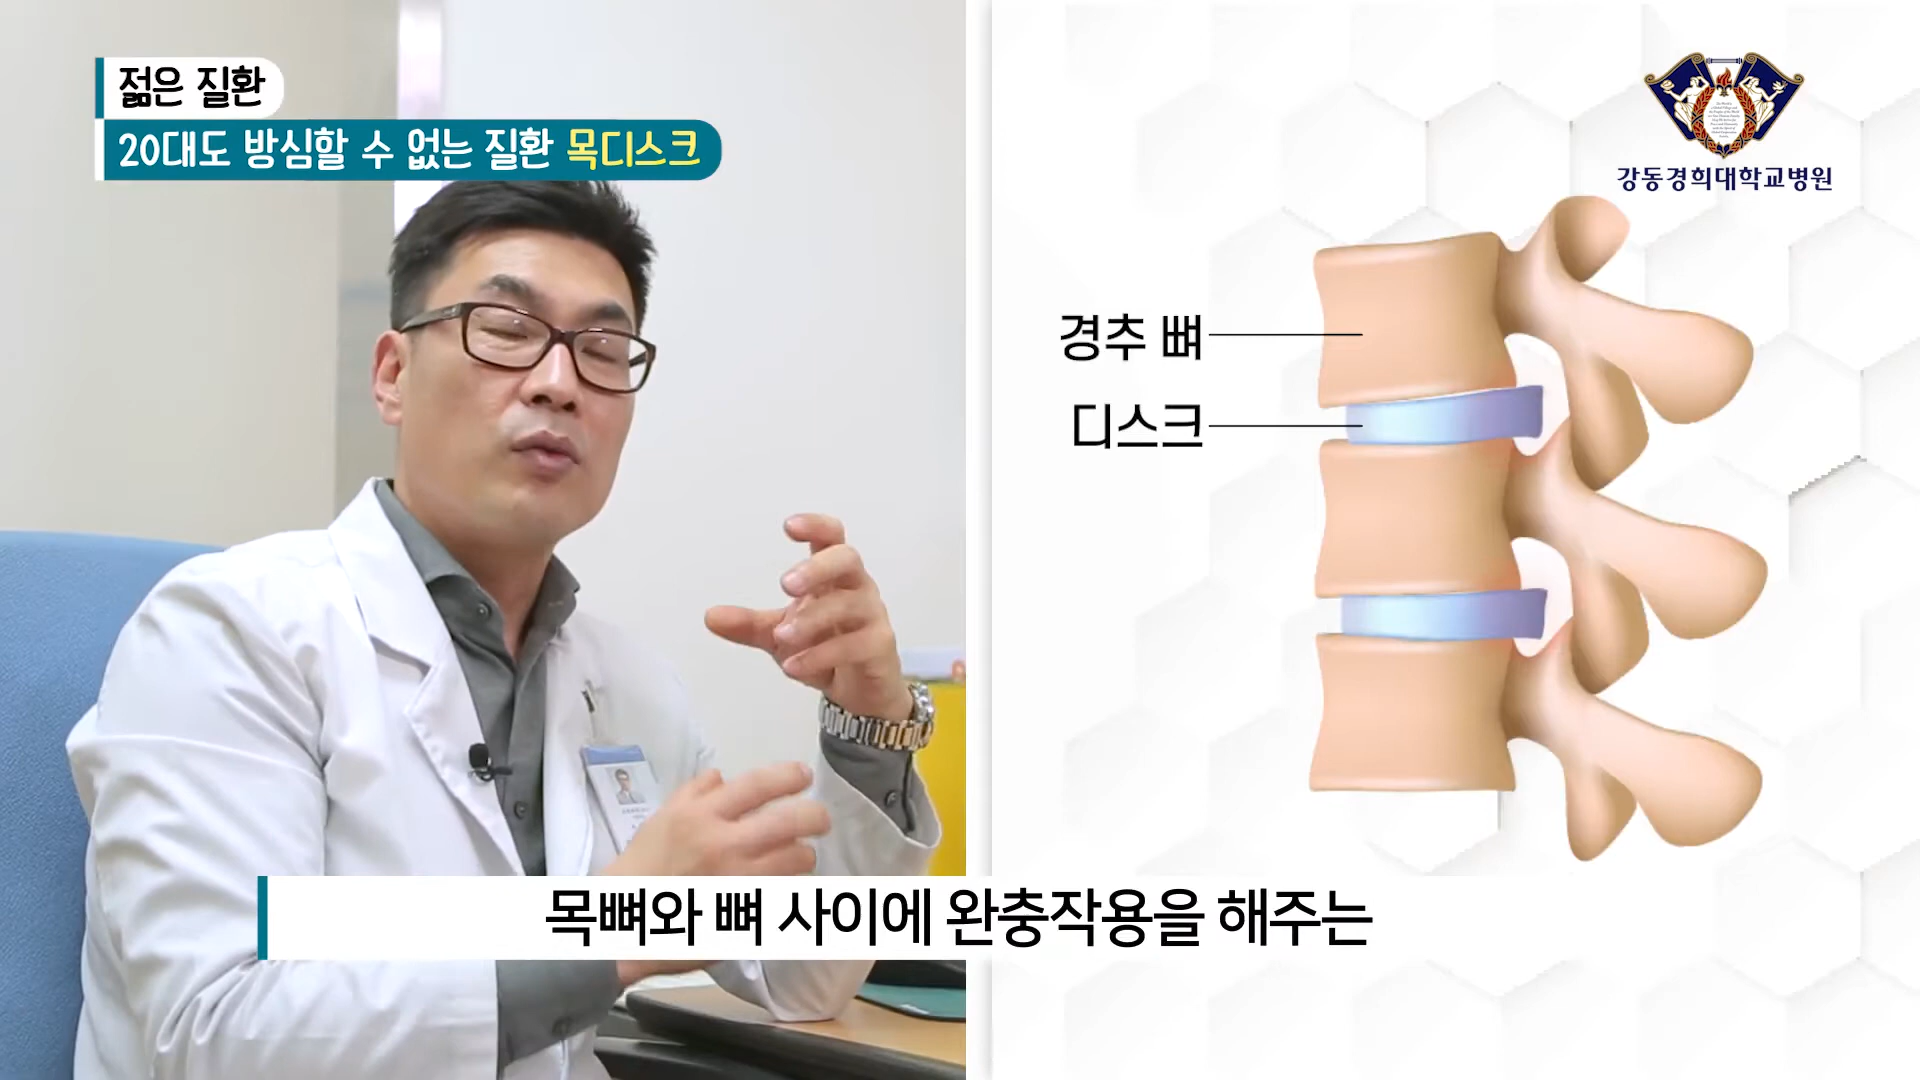 젊은 질환
20대도 방심할 수 없는 질환 목디스크
강동경희대학교병원
경추 뼈
디스크
목뼈와 뼈 사이에 완충작용을 해주는